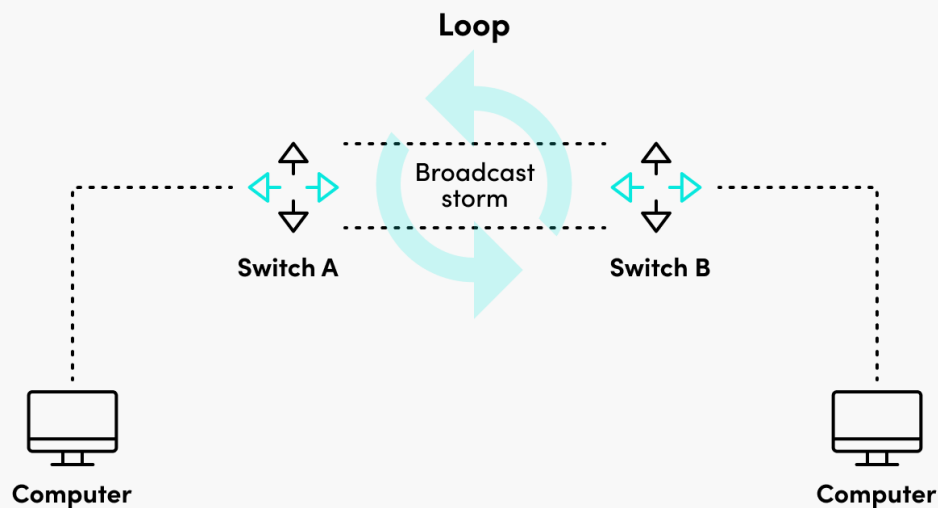 Loop
Broadcast
storm
Switch A
Switch B
Computer
Computer